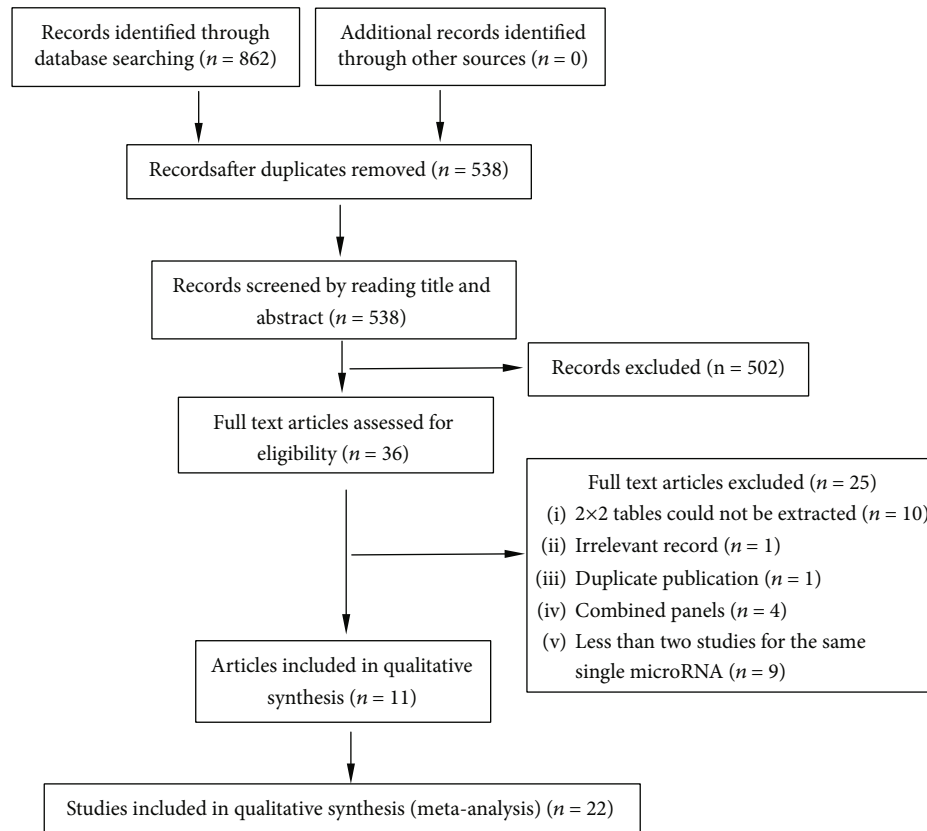 Records identified through
database searching (n = 862)
Additional records identified
through other sources (n = 0)
Recordsafter duplicates removed (n = 538)
Records screened by reading title and
abstract (n = 538)
Records excluded (n = 502)
Full text articles assessed for
eligibility (n = 36)
Full text articles excluded (n = 25)
(i) 2×2 tables could not be extracted (n = 10)
(ii) Irrelevant record (n = 1)
(iii) Duplicate publication (n = 1)
(iv) Combined panels (n = 4)
(v) Less than two studies for the same
single microRNA (n = 9)
Articles included in qualitative
synthesis (n = 11)
Studies included in qualitative synthesis (meta-analysis) (n = 22)